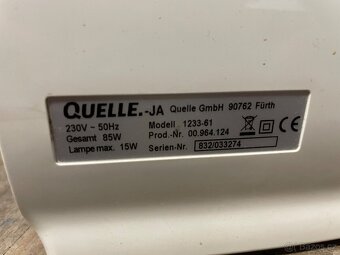 QUELLE.-JA Quelle GmbH 90762 Fürth
230V ~ 50Hz Modell 1233-61
Gesamt 85W Prod.-Nr. 00.964.124
Lampe max. 15W Serien-Nr. 832/033274